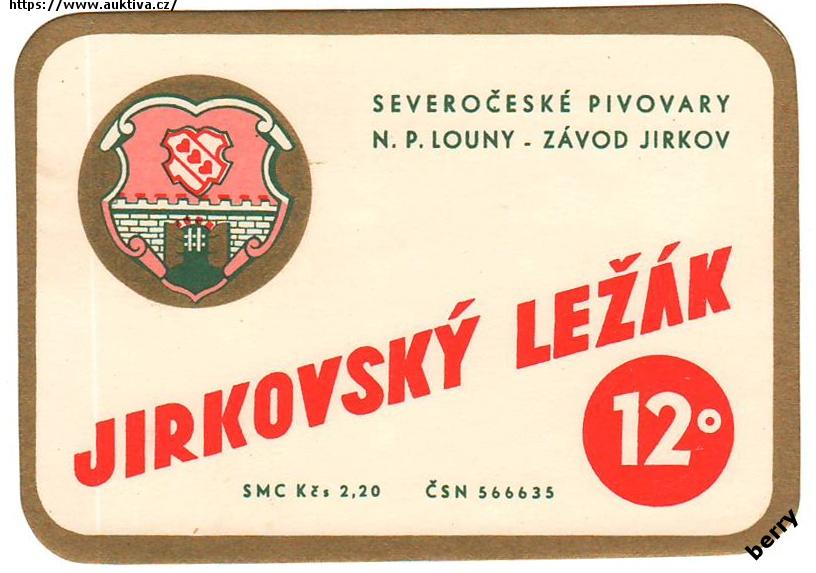 https://www.auktiva.cz/
SEVEROČESKÉ PIVOVARY
N. P. LOUNY - ZÁVOD JIRKOV
JIRKOVSKÝ LEŽÁK
12°
SMC Kčs 2,20 ČSN 566635
berry